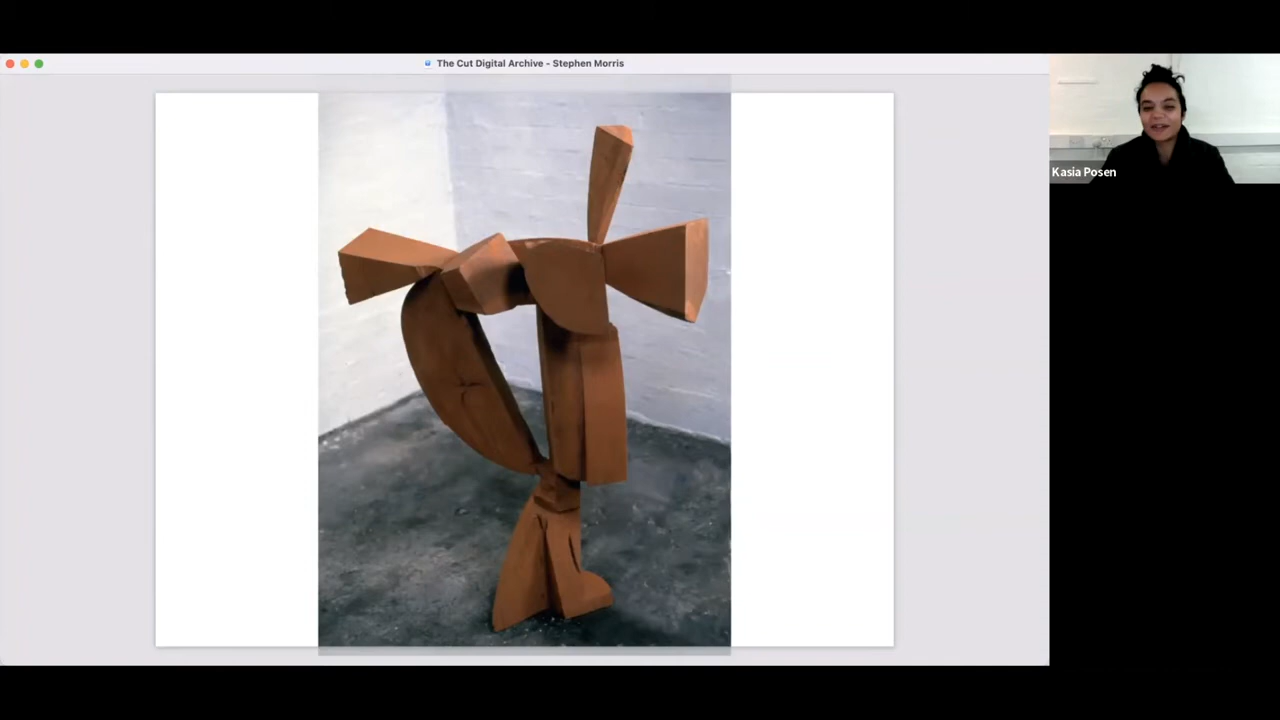 The Cut Digital Archive - Stephen Morris
Kasia Posen